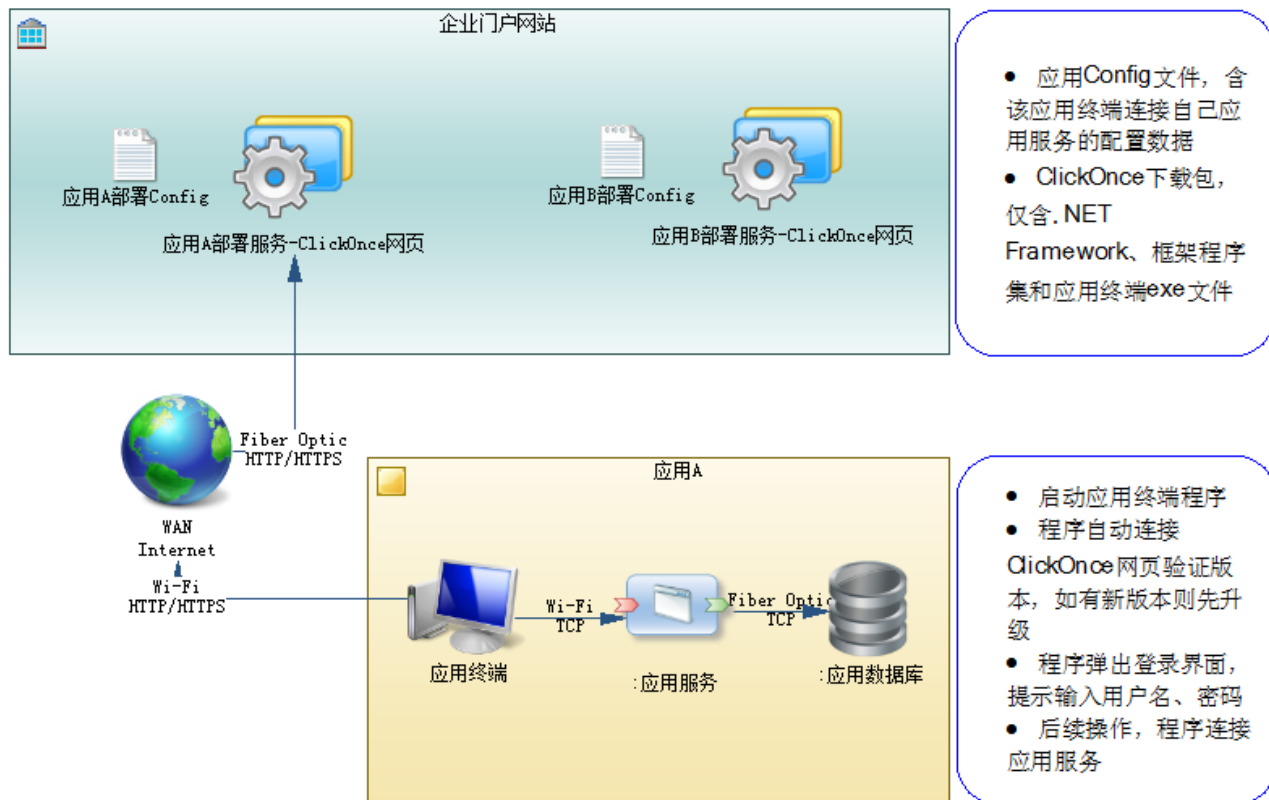 企业门户网站
应用A部署Config
应用A部署服务-ClickOnce网页
应用B部署Config
应用B部署服务-ClickOnce网页
● 应用Config文件，含
该应用终端连接自己应
用服务的配置数据
● ClickOnce下载包，
仅含.NET
Framework、框架程序
集和应用终端exe文件
Fiber Optic
HTTP/HTTPS
WAN
Internet
Wi-Fi
HTTP/HTTPS
应用A
应用终端
Wi-Fi
TCP
:应用服务
Fiber Optic
TCP
:应用数据库
● 启动应用终端程序
● 程序自动连接
ClickOnce网页验证版
本，如有新版本则先升
级
● 程序弹出登录界面，
提示输入用户名、密码
● 后续操作，程序连接
应用服务